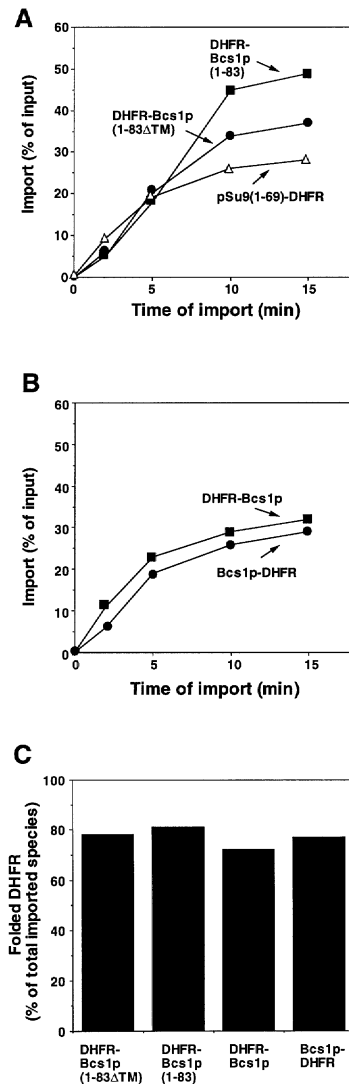 A
Import (% of input)
60
50
40
30
20
10
0
DHFR-
Bcs1p
(1-83)
DHFR-Bcs1p
(1-83ΔTM)
pSu9(1-69)-DHFR
0 5 10 15
Time of import (min)
B
Import (% of input)
60
50
40
30
20
10
0
DHFR-Bcs1p
Bcs1p-DHFR
0 5 10 15
Time of import (min)
C
Folded DHFR
(% of total imported species)
100
80
60
40
20
0
DHFR-
Bcs1p
(1-83ΔTM)
DHFR-
Bcs1p
(1-83)
DHFR-
Bcs1p
Bcs1p-
DHFR